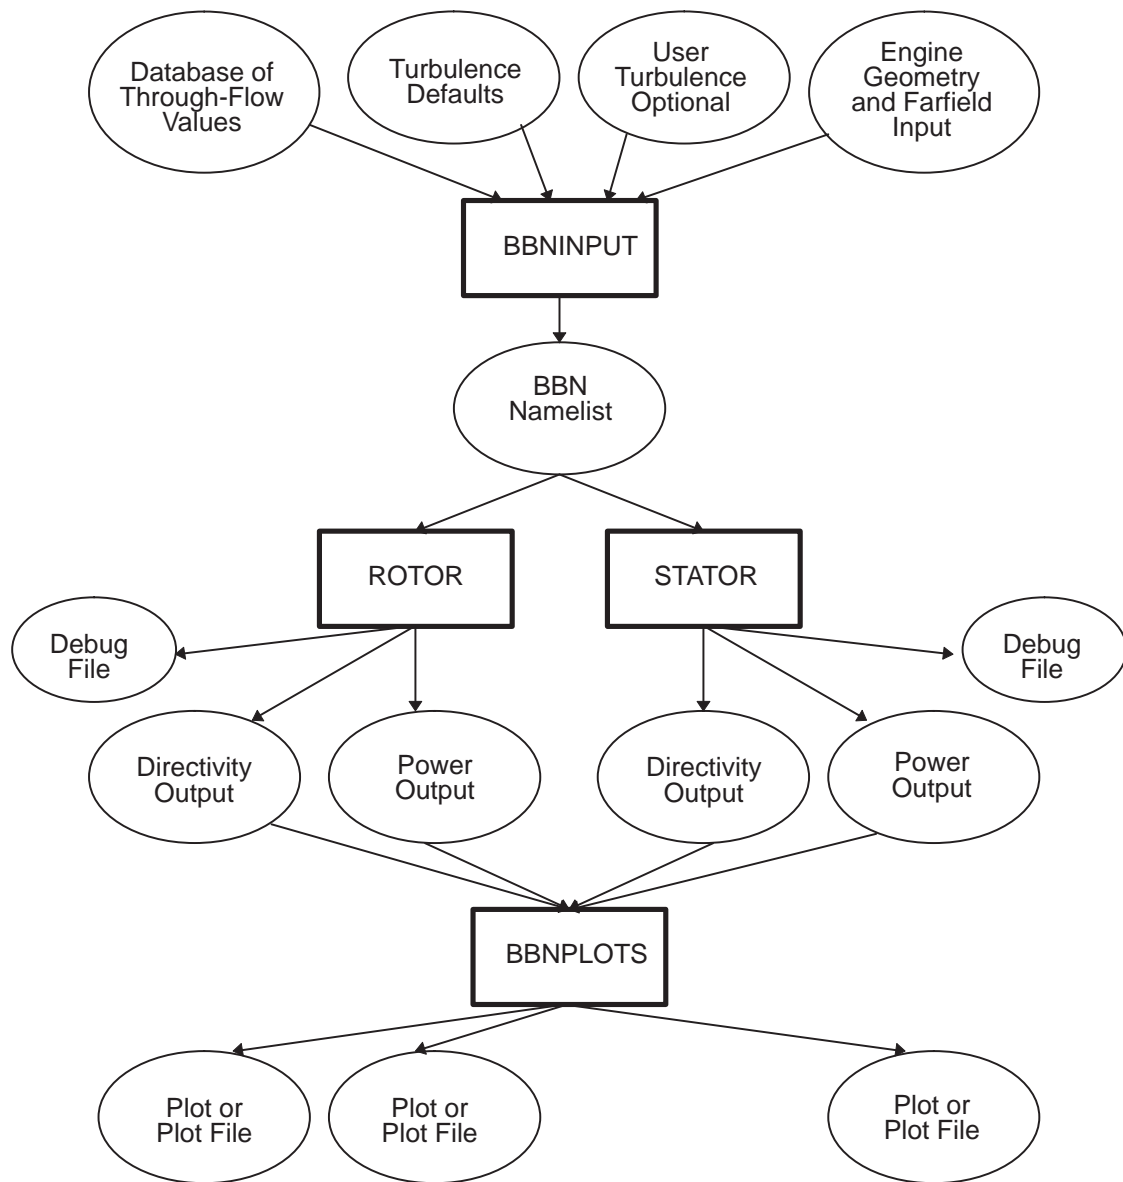 Database of
Through-Flow
Values
Turbulence
Defaults
User
Turbulence
Optional
Engine
Geometry
and Farfield
Input
BBNINPUT
BBN
Namelist
ROTOR
STATOR
Debug
File
Debug
File
Directivity
Output
Power
Output
Directivity
Output
Power
Output
BBNPLOTS
Plot or
Plot File
Plot or
Plot File
Plot or
Plot File